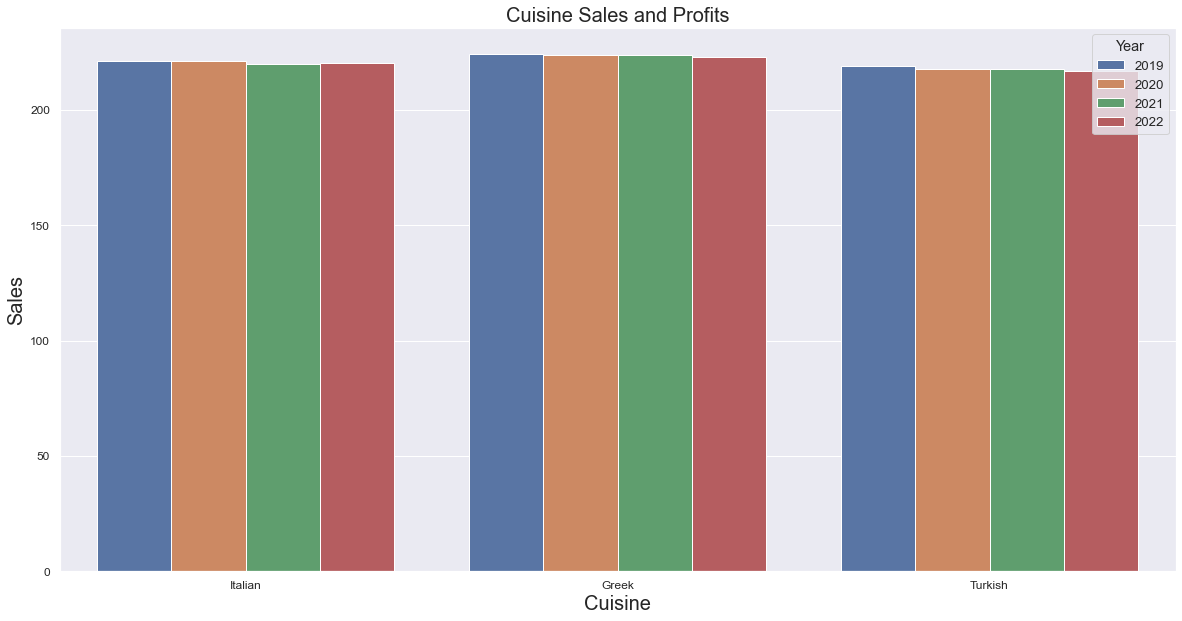 Cuisine Sales and Profits
Year
2019
2020
2021
2022
200
150
100
50
0
Sales
Italian
Greek
Turkish
Cuisine